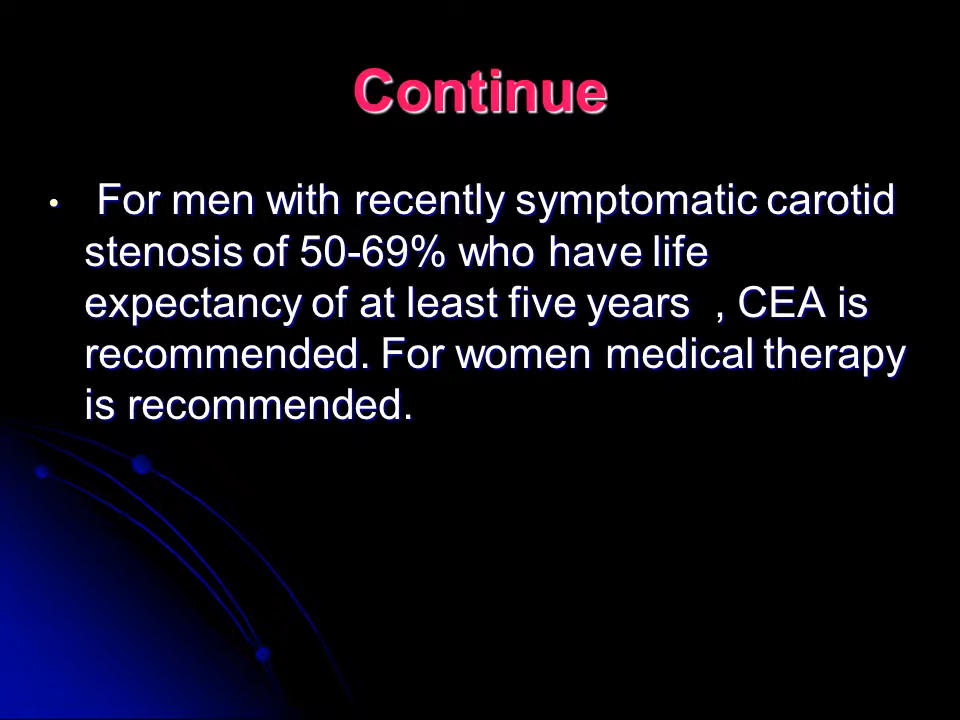 Continue
• For men with recently symptomatic carotid
stenosis of 50-69% who have life
expectancy of at least five years , CEA is
recommended. For women medical therapy
is recommended.